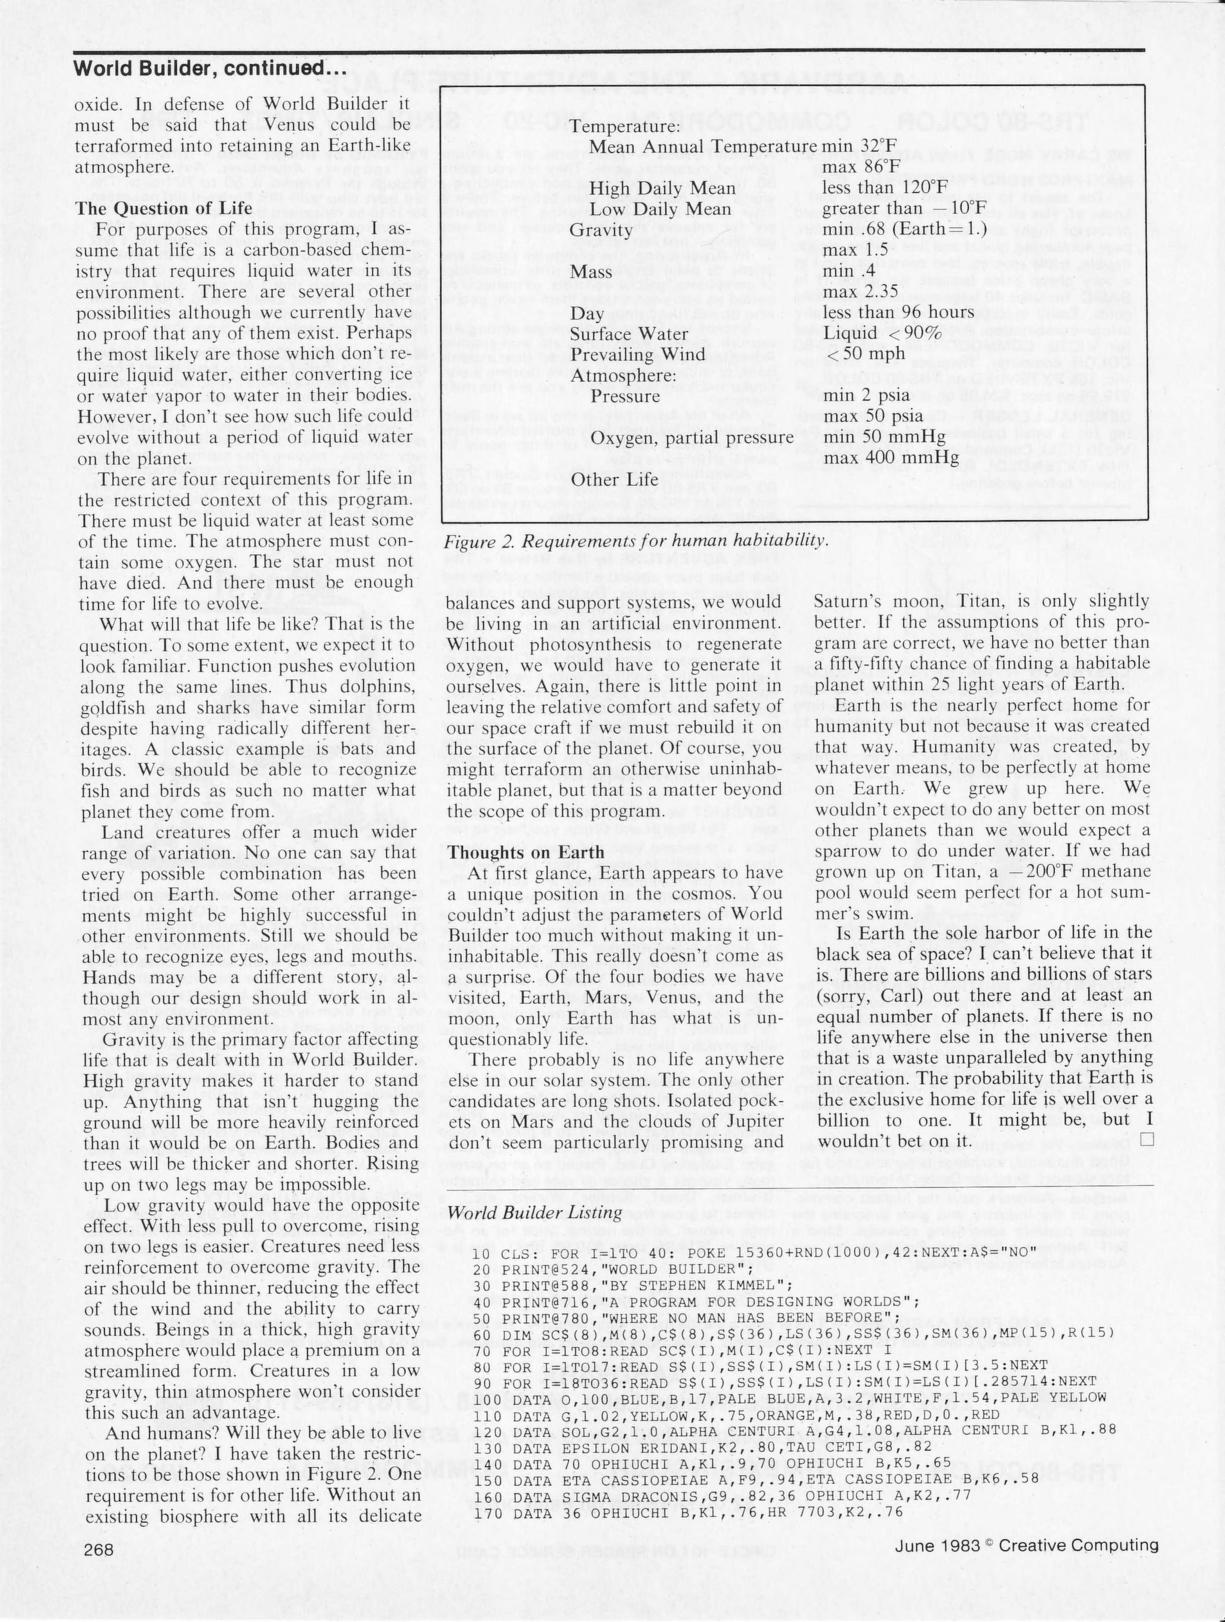 World Builder, continued...
oxide. In defense of World Builder it
must be said that Venus could be
terraformed into retaining an Earth-like
atmosphere.
The Question of Life
For purposes of this program, I as-
sume that life is a carbon-based chem-
istry that requires liquid water in its
environment. There are several other
possibilities although we currently have
no proof that any of them exist. Perhaps
the most likely are those which don't re-
quire liquid water, either converting ice
or water vapor to water in their bodies.
However, I don't see how such life could
evolve without a period of liquid water
on the planet.
There are four requirements for life in
the restricted context of this program.
There must be liquid water at least some
of the time. The atmosphere must con-
tain some oxygen. The star must not
have died. And there must be enough
time for life to evolve.
What will that life be like? That is the
question. To some extent, we expect it to
look familiar. Function pushes evolution
along the same lines. Thus dolphins,
goldfish and sharks have similar form
despite having radically different her-
itages. A classic example is bats and
birds. We should be able to recognize
fish and birds as such no matter what
planet they come from.
Land creatures offer a much wider
range of variation. No one can say that
every possible combination has been
tried on Earth. Some other arrange-
ments might be highly successful in
other environments. Still we should be
able to recognize eyes, legs and mouths.
Hands may be a different story, al-
though our design should work in al-
most any environment.
Gravity is the primary factor affecting
life that is dealt with in World Builder.
High gravity makes it harder to stand
up. Anything that isn't hugging the
ground will be more heavily reinforced
than it would be on Earth. Bodies and
trees will be thicker and shorter. Rising
up on two legs may be impossible.
Low gravity would have the opposite
effect. With less pull to overcome, rising
on two legs is easier. Creatures need less
reinforcement to overcome gravity. The
air should be thinner, reducing the effect
of the wind and the ability to carry
sounds. Beings in a thick, high gravity
atmosphere would place a premium on a
streamlined form. Creatures in a low
gravity, thin atmosphere won't consider
this such an advantage.
And humans? Will they be able to live
on the planet? I have taken the restric-
tions to be those shown in Figure 2. One
requirement is for other life. Without an
existing biosphere with all its delicate
Temperature:
Mean Annual Temperature min 32°F
max 86°F
High Daily Mean less than 120°F
Low Daily Mean greater than −10°F
Gravity min .68 (Earth=1.)
max 1.5
Mass min .4
max 2.35
Day less than 96 hours
Surface Water Liquid <90%
Prevailing Wind <50 mph
Atmosphere:
Pressure min 2 psia
max 50 psia
Oxygen, partial pressure min 50 mmHg
max 400 mmHg
Other Life
Figure 2. Requirements for human habitability.
balances and support systems, we would
be living in an artificial environment.
Without photosynthesis to regenerate
oxygen, we would have to generate it
ourselves. Again, there is little point in
leaving the relative comfort and safety of
our space craft if we must rebuild it on
the surface of the planet. Of course, you
might terraform an otherwise uninhab-
itable planet, but that is a matter beyond
the scope of this program.
Thoughts on Earth
At first glance, Earth appears to have
a unique position in the cosmos. You
couldn't adjust the parameters of World
Builder too much without making it un-
inhabitable. This really doesn't come as
a surprise. Of the four bodies we have
visited, Earth, Mars, Venus, and the
moon, only Earth has what is un-
questionably life.
There probably is no life anywhere
else in our solar system. The only other
candidates are long shots. Isolated pock-
ets on Mars and the clouds of Jupiter
don't seem particularly promising and
Saturn's moon, Titan, is only slightly
better. If the assumptions of this pro-
gram are correct, we have no better than
a fifty-fifty chance of finding a habitable
planet within 25 light years of Earth.
Earth is the nearly perfect home for
humanity but not because it was created
that way. Humanity was created, by
whatever means, to be perfectly at home
on Earth. We grew up here. We
wouldn't expect to do any better on most
other planets than we would expect a
sparrow to do under water. If we had
grown up on Titan, a −200°F methane
pool would seem perfect for a hot sum-
mer's swim.
Is Earth the sole harbor of life in the
black sea of space? I can't believe that it
is. There are billions and billions of stars
(sorry, Carl) out there and at least an
equal number of planets. If there is no
life anywhere else in the universe then
that is a waste unparalleled by anything
in creation. The probability that Earth is
the exclusive home for life is well over a
billion to one. It might be, but I
wouldn't bet on it. □
World Builder Listing
10 CLS: FOR I=1TO 40: POKE 15360+RND(1000),42:NEXT:A$="NO"
20 PRINT@524,"WORLD BUILDER";
30 PRINT@588,"BY STEPHEN KIMMEL";
40 PRINT@716,"A PROGRAM FOR DESIGNING WORLDS";
50 PRINT@780,"WHERE NO MAN HAS BEEN BEFORE";
60 DIM SC$(8),M(8),C$(8),S$(36),LS(36),SS$(36),SM(36),MP(15),R(15)
70 FOR I=1TO8:READ SC$(I),M(I),C$(I):NEXT I
80 FOR I=1TO17:READ S$(I),SS$(I),SM(I):LS(I)=SM(I)[3.5:NEXT
90 FOR I=18TO36:READ S$(I),SS$(I),LS(I):SM(I)=LS(I)[.285714:NEXT
100 DATA O,100,BLUE,B,17,PALE BLUE,A,3.2,WHITE,F,1.54,PALE YELLOW
110 DATA G,1.02,YELLOW,K,.75,ORANGE,M,.38,RED,D,0.,RED
120 DATA SOL,G2,1.0,ALPHA CENTURI A,G4,1.08,ALPHA CENTURI B,K1,.88
130 DATA EPSILON ERIDANI,K2,.80,TAU CETI,G8,.82
140 DATA 70 OPHIUCHI A,K1,.9,70 OPHIUCHI B,K5,.65
150 DATA ETA CASSIOPEIAE A,F9,.94,ETA CASSIOPEIAE B,K6,.58
160 DATA SIGMA DRACONIS,G9,.82,36 OPHIUCHI A,K2,.77
170 DATA 36 OPHIUCHI B,K1,.76,HR 7703,K2,.76
268
June 1983 © Creative Computing